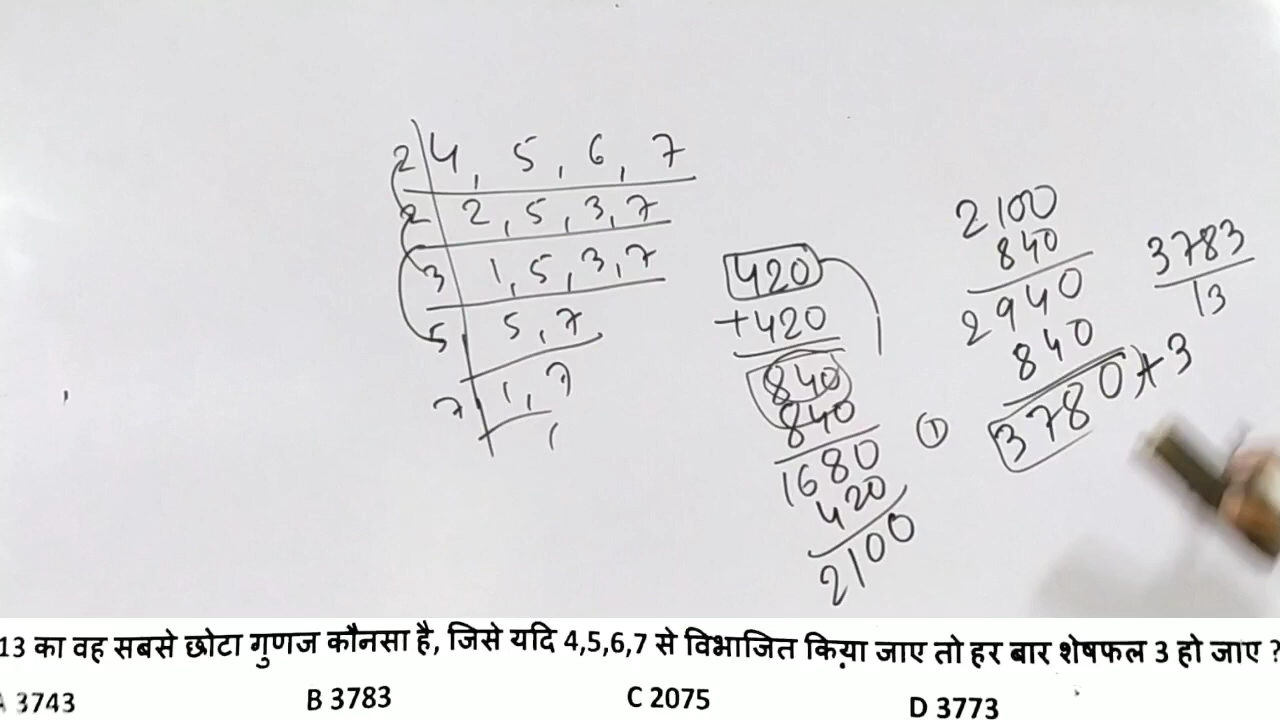 2 4, 5, 6, 7
2 2, 5, 3, 7
3 1, 5, 3, 7
5 5, 7
7 1, 7
1
420
+420
840
840
1680
420
2100
1
2100
840
2940
840
3780 + 3
3783
13
13 का वह सबसे छोटा गुणज कौनसा है, जिसे यदि 4,5,6,7 से विभाजित किया जाए तो हर बार शेषफल 3 हो जाए ?
A 3743 B 3783 C 2075 D 3773